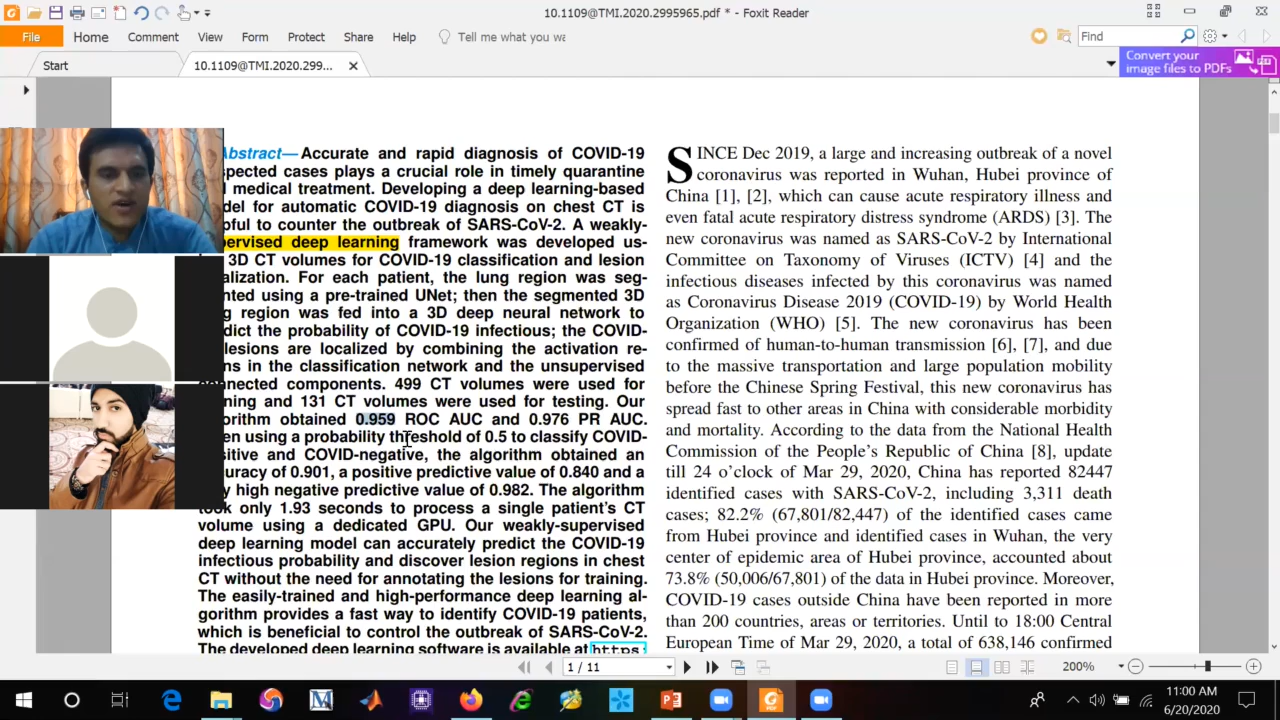 10.1109@TMI.2020.2995965.pdf * - Foxit Reader
File Home Comment View Form Protect Share Help Tell me what you wa Find
Start 10.1109@TMI.2020.299...
Convert your
image files to PDFs
Abstract—Accurate and rapid diagnosis of COVID-19
spected cases plays a crucial role in timely quarantine
medical treatment. Developing a deep learning-based
del for automatic COVID-19 diagnosis on chest CT is
pful to counter the outbreak of SARS-CoV-2. A weakly-
pervised deep learning framework was developed us-
3D CT volumes for COVID-19 classification and lesion
alization. For each patient, the lung region was seg-
nted using a pre-trained UNet; then the segmented 3D
g region was fed into a 3D deep neural network to
dict the probability of COVID-19 infectious; the COVID-
lesions are localized by combining the activation re-
ns in the classification network and the unsupervised
nnected components. 499 CT volumes were used for
ning and 131 CT volumes were used for testing. Our
orithm obtained 0.959 ROC AUC and 0.976 PR AUC.
en using a probability threshold of 0.5 to classify COVID-
sitive and COVID-negative, the algorithm obtained an
uracy of 0.901, a positive predictive value of 0.840 and a
y high negative predictive value of 0.982. The algorithm
took only 1.93 seconds to process a single patient's CT
volume using a dedicated GPU. Our weakly-supervised
deep learning model can accurately predict the COVID-19
infectious probability and discover lesion regions in chest
CT without the need for annotating the lesions for training.
The easily-trained and high-performance deep learning al-
gorithm provides a fast way to identify COVID-19 patients,
which is beneficial to control the outbreak of SARS-CoV-2.
The developed deep learning software is available at https:
SINCE Dec 2019, a large and increasing outbreak of a novel
coronavirus was reported in Wuhan, Hubei province of
China [1], [2], which can cause acute respiratory illness and
even fatal acute respiratory distress syndrome (ARDS) [3]. The
new coronavirus was named as SARS-CoV-2 by International
Committee on Taxonomy of Viruses (ICTV) [4] and the
infectious diseases infected by this coronavirus was named
as Coronavirus Disease 2019 (COVID-19) by World Health
Organization (WHO) [5]. The new coronavirus has been
confirmed of human-to-human transmission [6], [7], and due
to the massive transportation and large population mobility
before the Chinese Spring Festival, this new coronavirus has
spread fast to other areas in China with considerable morbidity
and mortality. According to the data from the National Health
Commission of the People's Republic of China [8], update
till 24 o'clock of Mar 29, 2020, China has reported 82447
identified cases with SARS-CoV-2, including 3,311 death
cases; 82.2% (67,801/82,447) of the identified cases came
from Hubei province and identified cases in Wuhan, the very
center of epidemic area of Hubei province, accounted about
73.8% (50,006/67,801) of the data in Hubei province. Moreover,
COVID-19 cases outside China have been reported in more
than 200 countries, areas or territories. Until to 18:00 Central
European Time of Mar 29, 2020, a total of 638,146 confirmed
1 / 11 200%
11:00 AM
6/20/2020